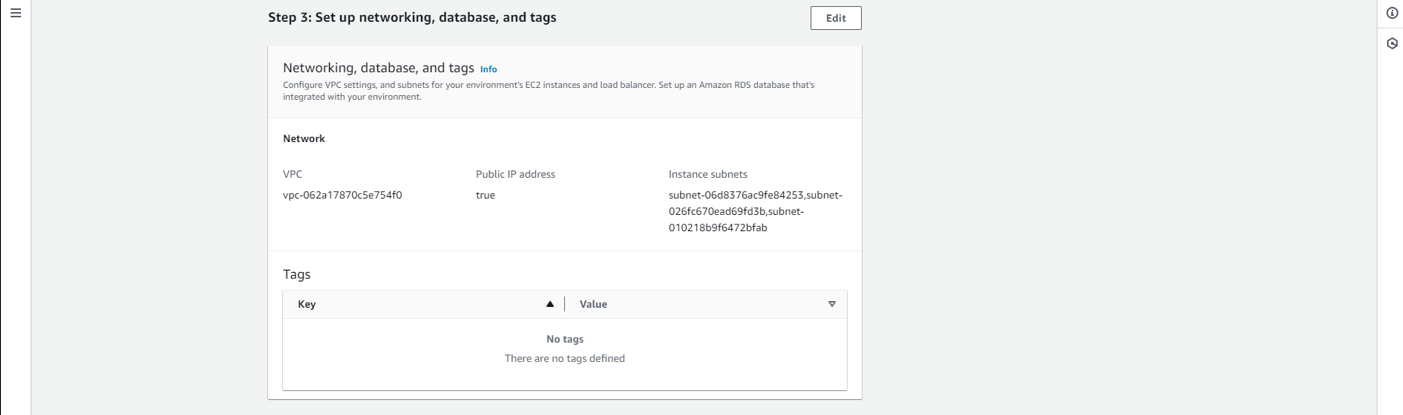 Step 3: Set up networking, database, and tags
Edit
Networking, database, and tags Info
Configure VPC settings, and subnets for your environment's EC2 instances and load balancer. Set up an Amazon RDS database that's
integrated with your environment.
Network
VPC
Public IP address
Instance subnets
vpc-062a17870c5e754f0
true
subnet-06d8376ac9fe84253,subnet-
026fc670ead69fd3b,subnet-
010218b9f6472bfab
Tags
Key
Value
No tags
There are no tags defined